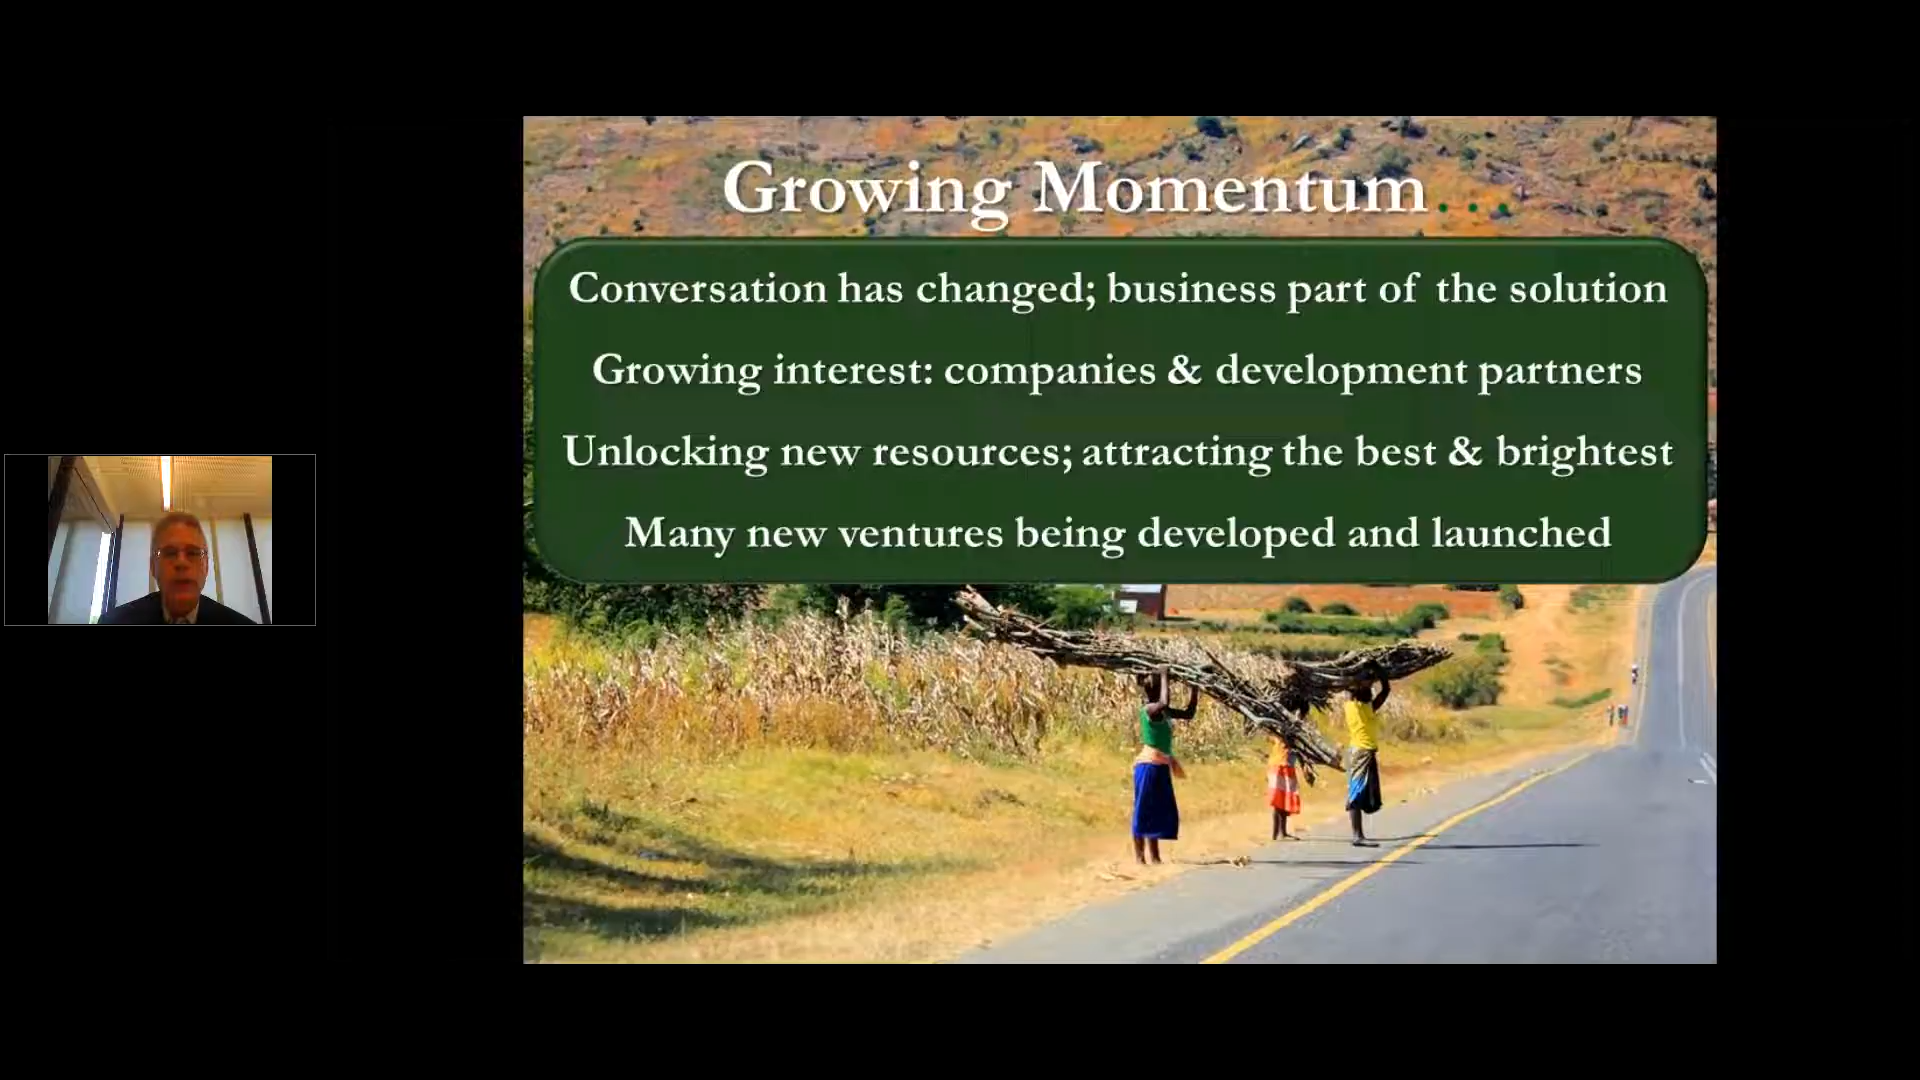 Growing Momentum...
Conversation has changed; business part of the solution
Growing interest: companies & development partners
Unlocking new resources; attracting the best & brightest
Many new ventures being developed and launched